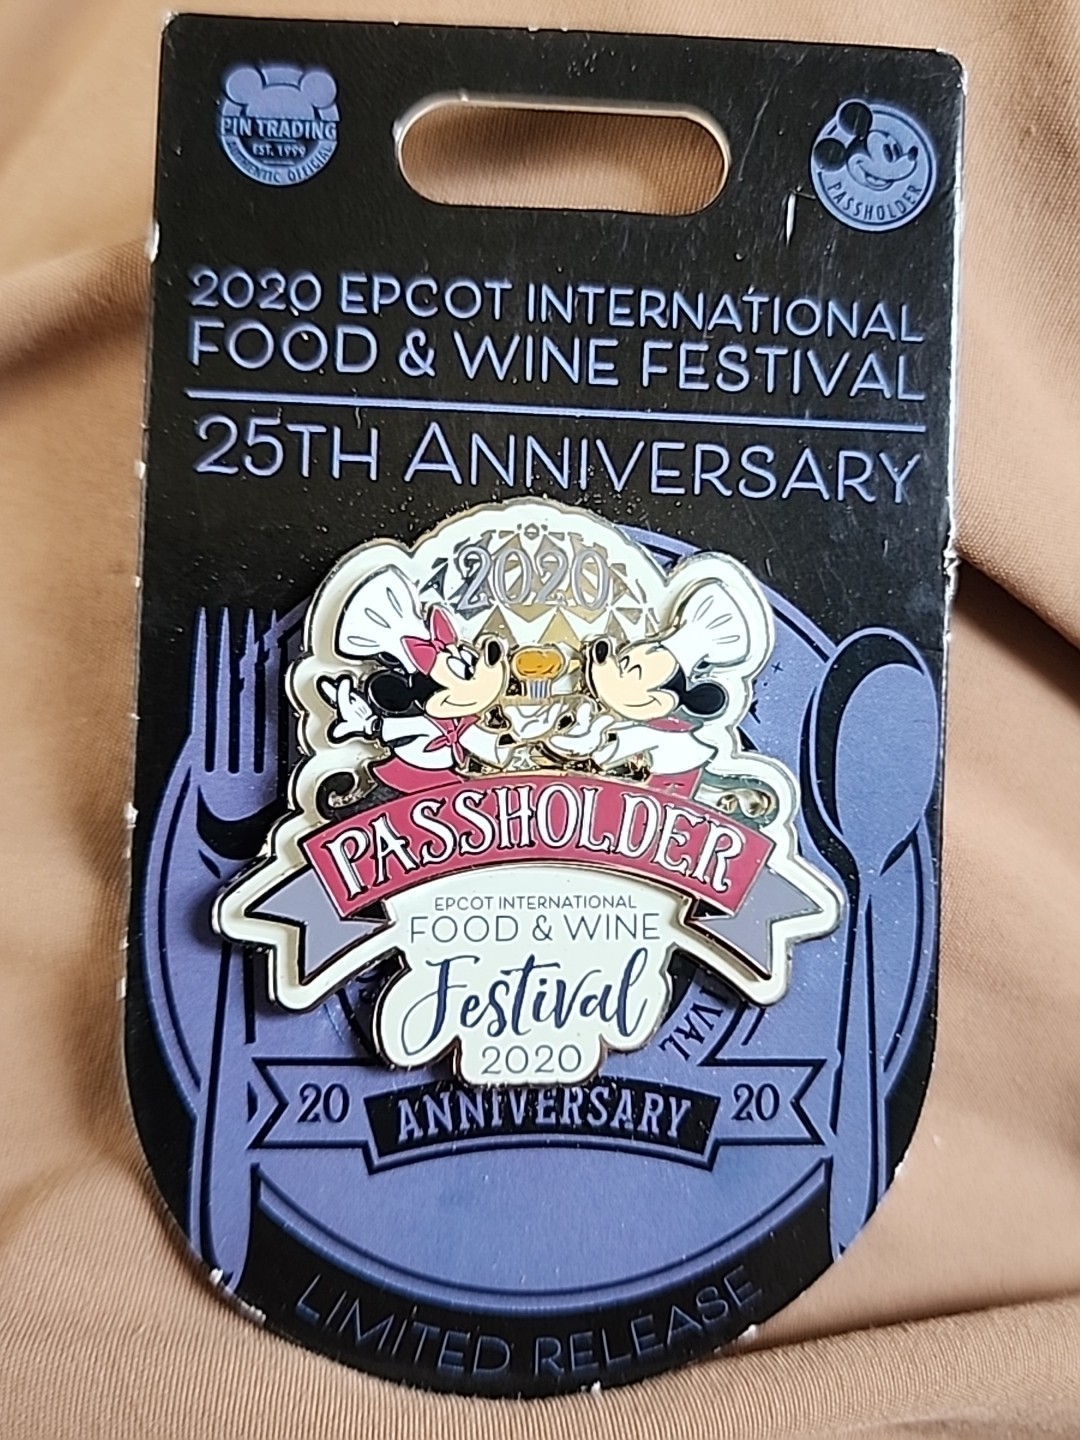 PIN TRADING
EST. 1999
AUTHENTIC OFFICIAL
PASSHOLDER
2020 EPCOT INTERNATIONAL
FOOD & WINE FESTIVAL
25TH ANNIVERSARY
2020
PASSHOLDER
EPCOT INTERNATIONAL
FOOD & WINE
Festival
2020
20 ANNIVERSARY 20
LIMITED RELEASE